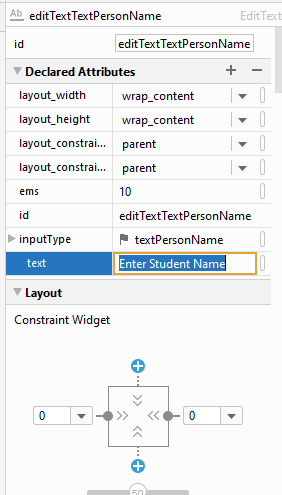 Ab editTextTextPersonName EditText
id editTextTextPersonName
Declared Attributes + −
layout_width wrap_content
layout_height wrap_content
layout_constrai... parent
layout_constrai... parent
ems 10
id editTextTextPersonName
inputType textPersonName
text Enter Student Name
Layout
Constraint Widget
0 0
50